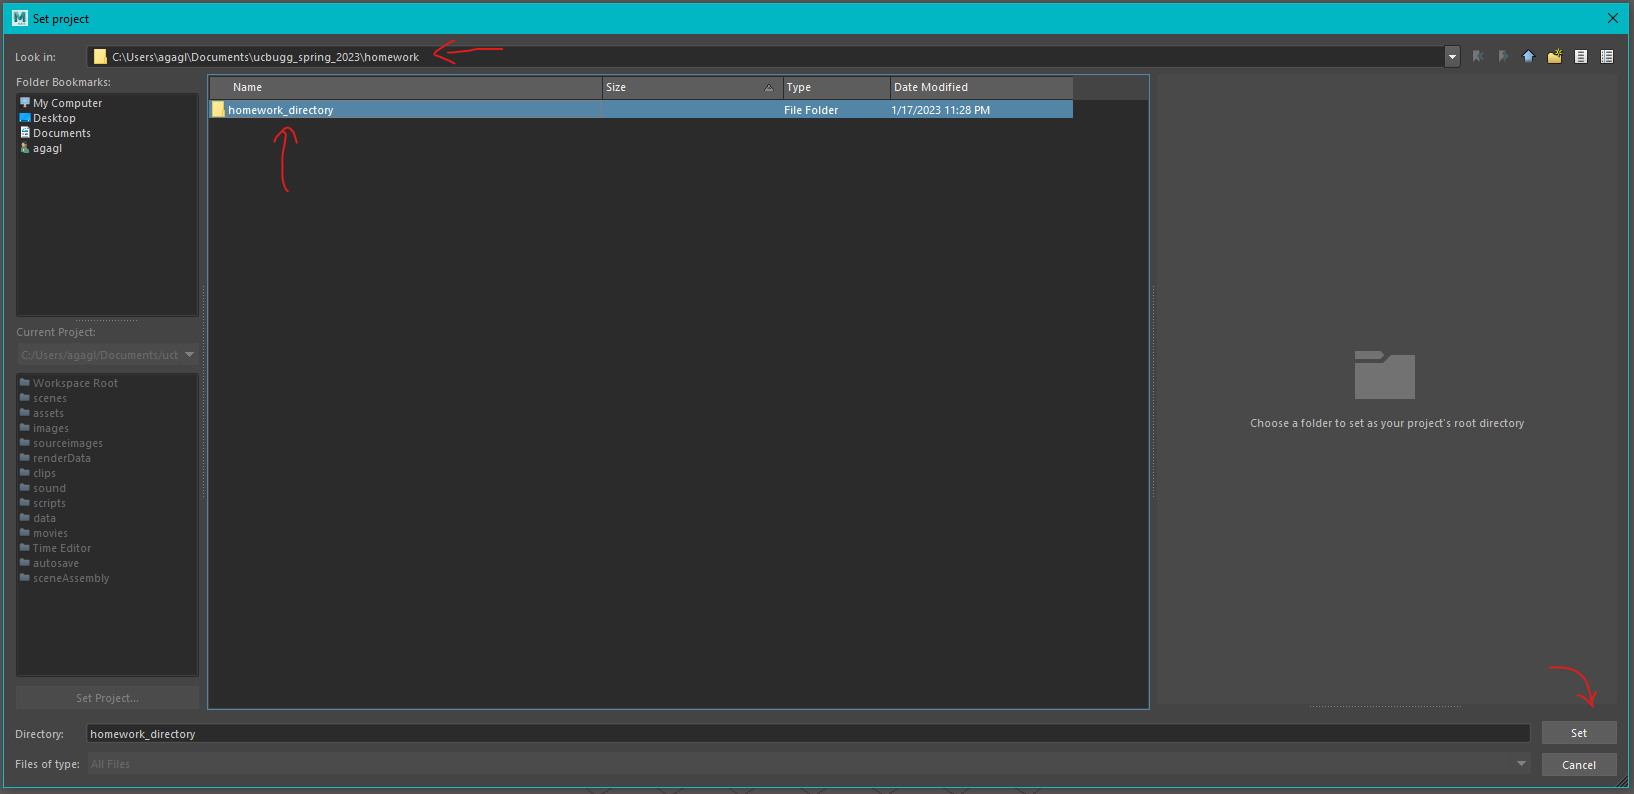 Set project
Look in: C:\Users\agagl\Documents\ucbugg_spring_2023\homework
Folder Bookmarks:
My Computer
Desktop
Documents
agagl
Name Size Type Date Modified
homework_directory File Folder 1/17/2023 11:28 PM
Current Project:
C:/Users/agagl/Documents/ucb
Workspace Root
scenes
assets
images
sourceimages
renderData
clips
sound
scripts
data
movies
Time Editor
autosave
sceneAssembly
Set Project...
Choose a folder to set as your project's root directory
Directory: homework_directory Set
Files of type: All Files Cancel